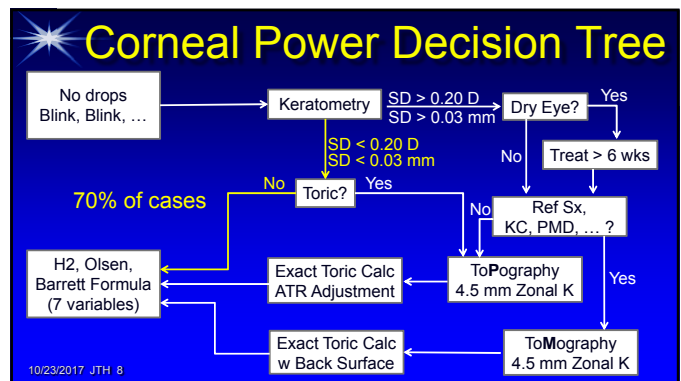 Corneal Power Decision Tree
No drops
Blink, Blink, …
Keratometry
SD > 0.20 D
SD > 0.03 mm
Dry Eye?
Yes
SD < 0.20 D
SD < 0.03 mm
No
Treat > 6 wks
70% of cases
No
Toric?
Yes
No
Ref Sx,
KC, PMD, … ?
H2, Olsen,
Barrett Formula
(7 variables)
Exact Toric Calc
ATR Adjustment
ToPography
4.5 mm Zonal K
Yes
Exact Toric Calc
w Back Surface
ToMography
4.5 mm Zonal K
10/23/2017 JTH 8